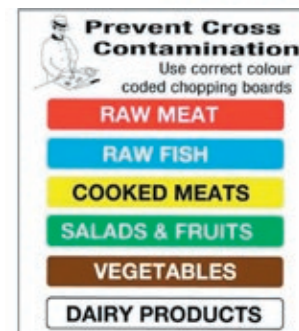 Prevent Cross
Contamination
Use correct colour
coded chopping boards
RAW MEAT
RAW FISH
COOKED MEATS
SALADS & FRUITS
VEGETABLES
DAIRY PRODUCTS